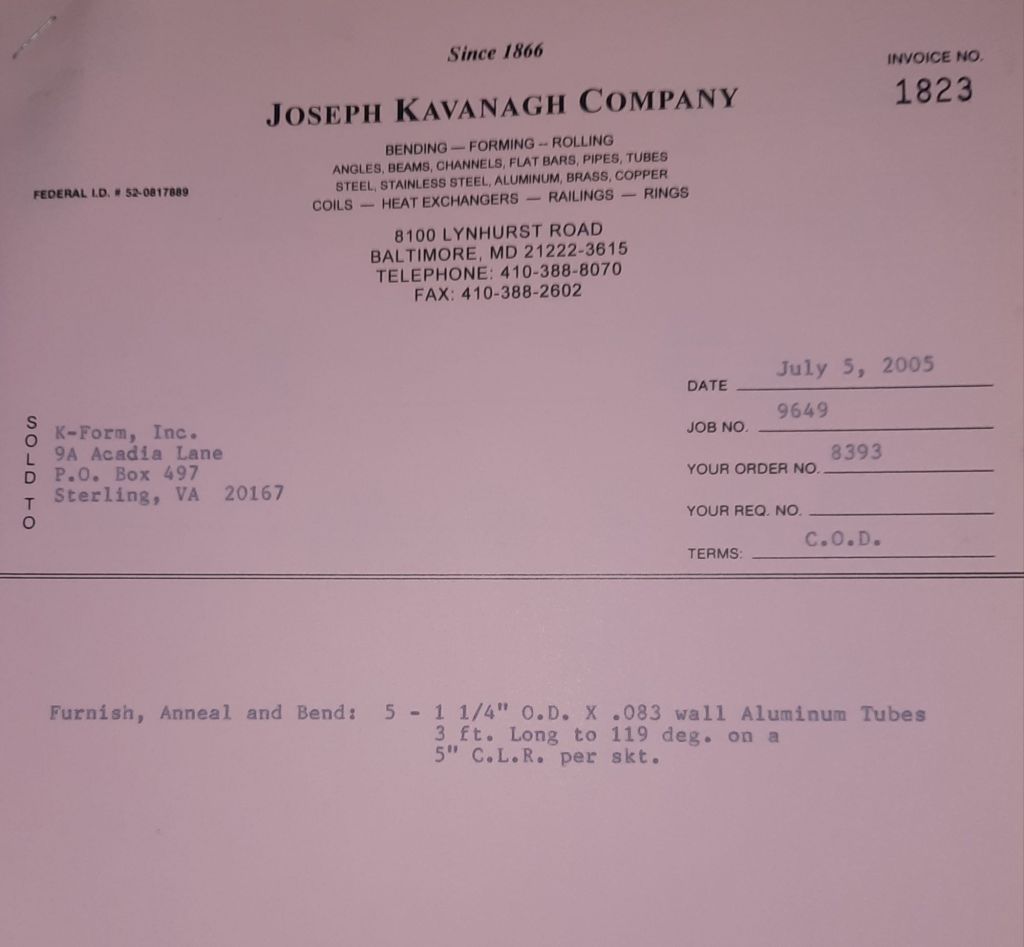 Since 1866
INVOICE NO.
1823
JOSEPH KAVANAGH COMPANY
BENDING — FORMING – ROLLING
ANGLES, BEAMS, CHANNELS, FLAT BARS, PIPES, TUBES
STEEL, STAINLESS STEEL, ALUMINUM, BRASS, COPPER
COILS — HEAT EXCHANGERS — RAILINGS — RINGS
FEDERAL I.D. # 52-0817889
8100 LYNHURST ROAD
BALTIMORE, MD 21222-3615
TELEPHONE: 410-388-8070
FAX: 410-388-2602
DATE July 5, 2005
JOB NO. 9649
YOUR ORDER NO. 8393
YOUR REQ. NO.
TERMS: C.O.D.
SOLD TO
K-Form, Inc.
9A Acadia Lane
P.O. Box 497
Sterling, VA 20167
Furnish, Anneal and Bend: 5 - 1 1/4" O.D. X .083 wall Aluminum Tubes
3 ft. Long to 119 deg. on a
5" C.L.R. per skt.